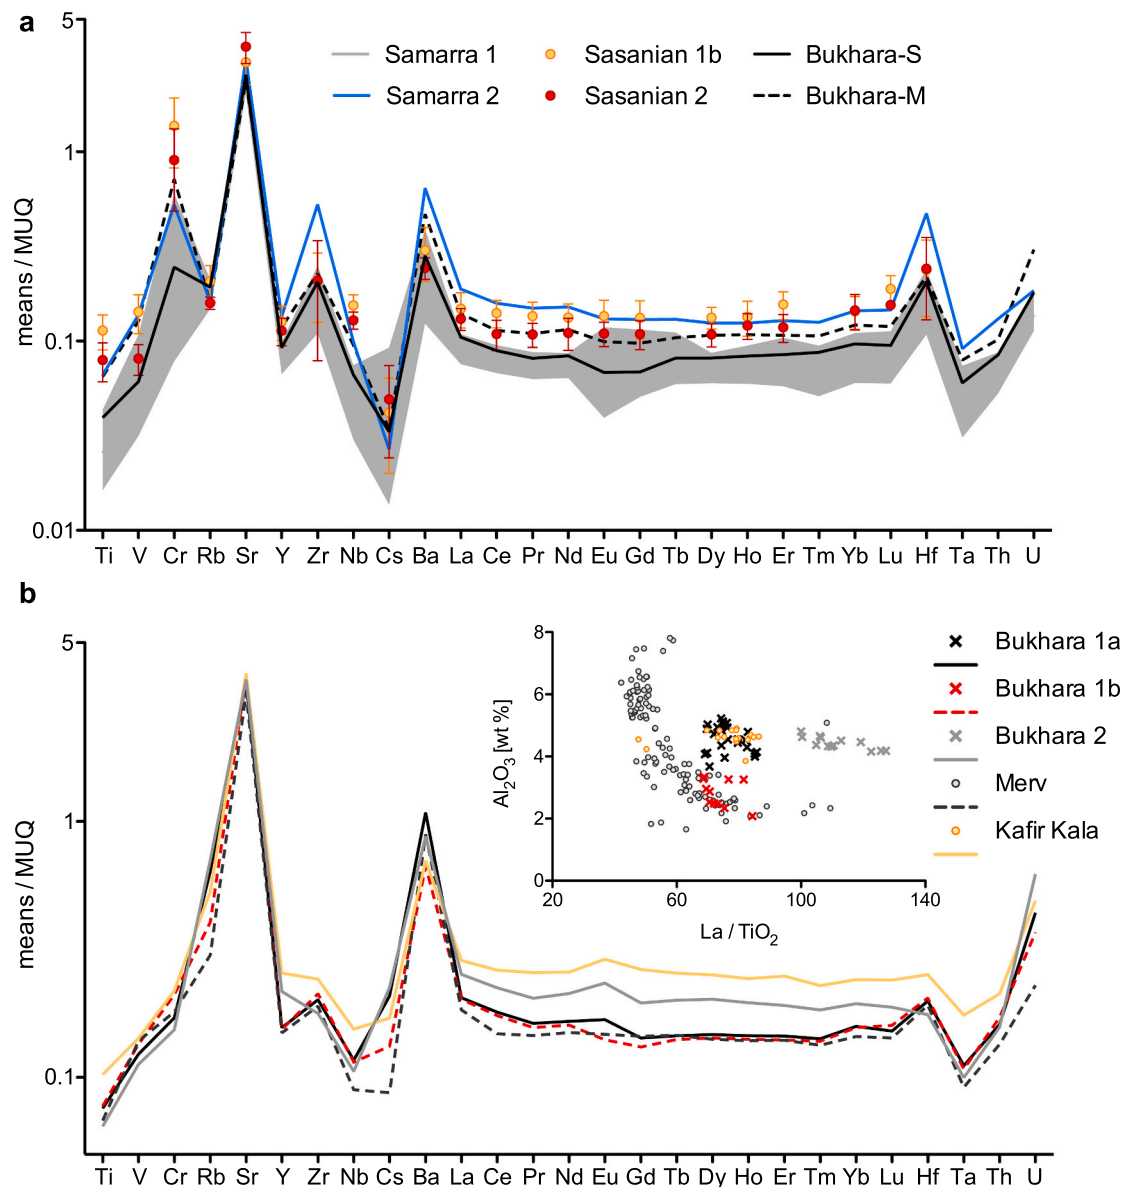 a
5
1
0.1
0.01
means / MUQ
Samarra 1
Samarra 2
Sasanian 1b
Sasanian 2
Bukhara-S
Bukhara-M
Ti V Cr Rb Sr Y Zr Nb Cs Ba La Ce Pr Nd Eu Gd Tb Dy Ho Er Tm Yb Lu Hf Ta Th U
b
5
1
0.1
means / MUQ
8
6
4
2
0
Al₂O₃ [wt %]
20 60 100 140
La / TiO₂
Bukhara 1a
Bukhara 1b
Bukhara 2
Merv
Kafir Kala
Ti V Cr Rb Sr Y Zr Nb Cs Ba La Ce Pr Nd Eu Gd Tb Dy Ho Er Tm Yb Lu Hf Ta Th U